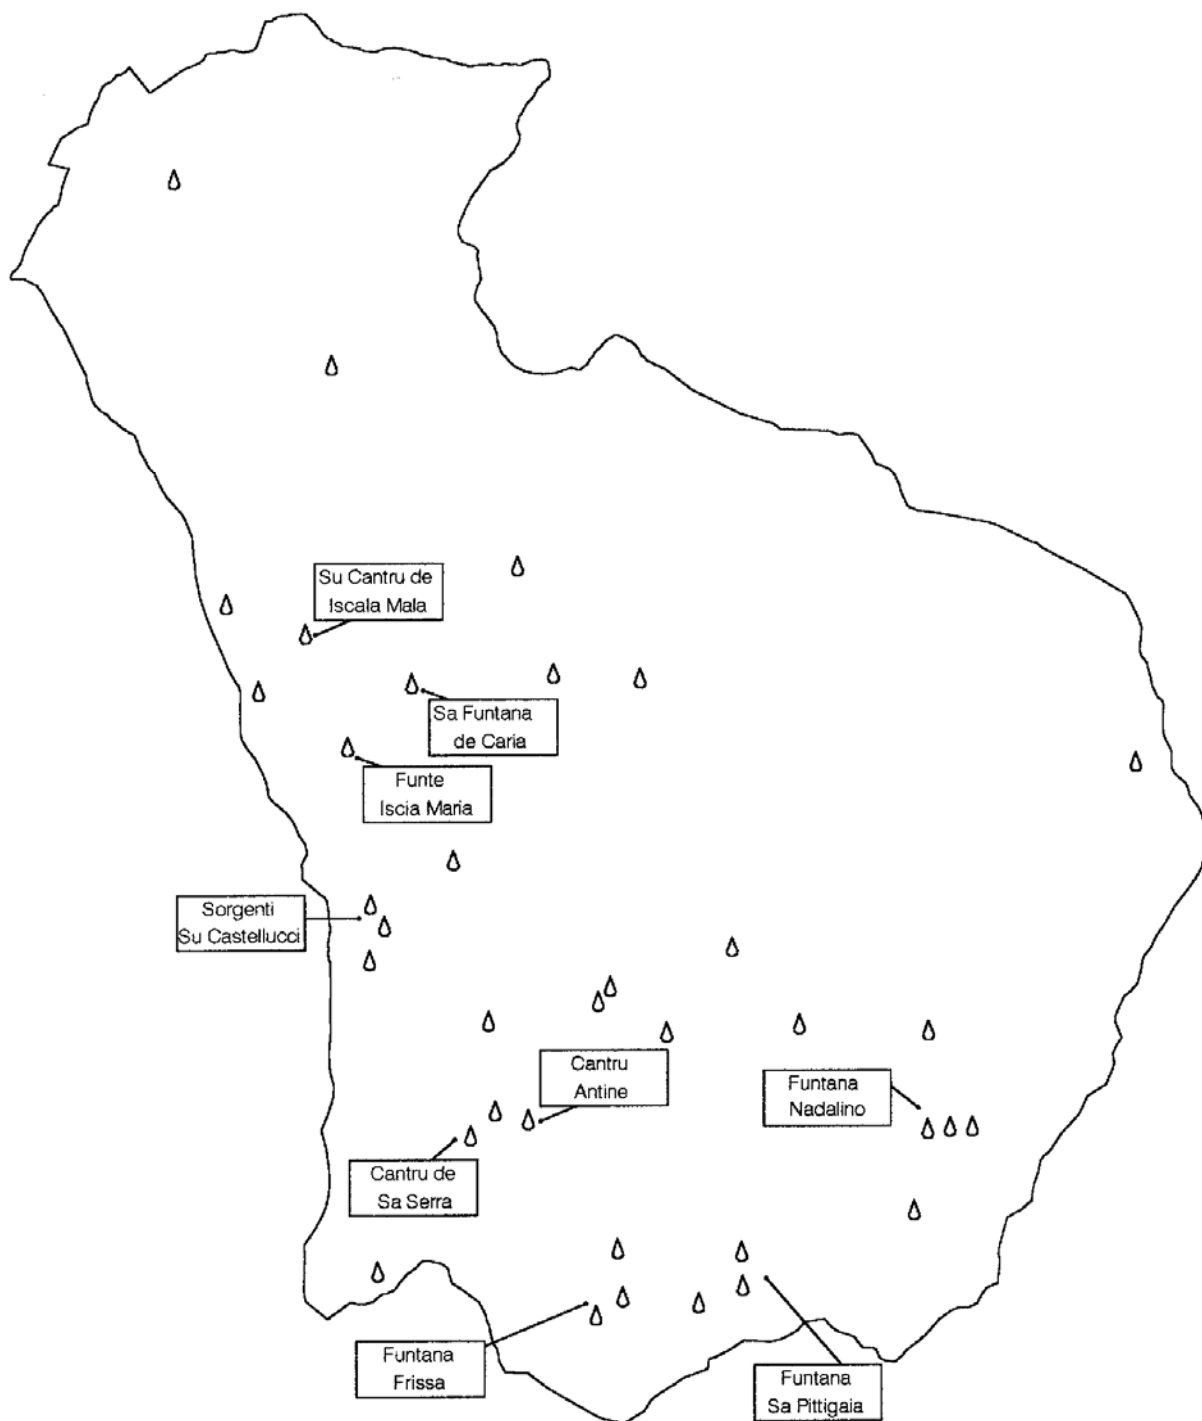 Su Cantru de
Iscala Mala
Sa Funtana
de Caria
Funte
Iscia Maria
Sorgenti
Su Castellucci
Cantru
Antine
Funtana
Nadalino
Cantru de
Sa Serra
Funtana
Frissa
Funtana
Sa Pittigaia